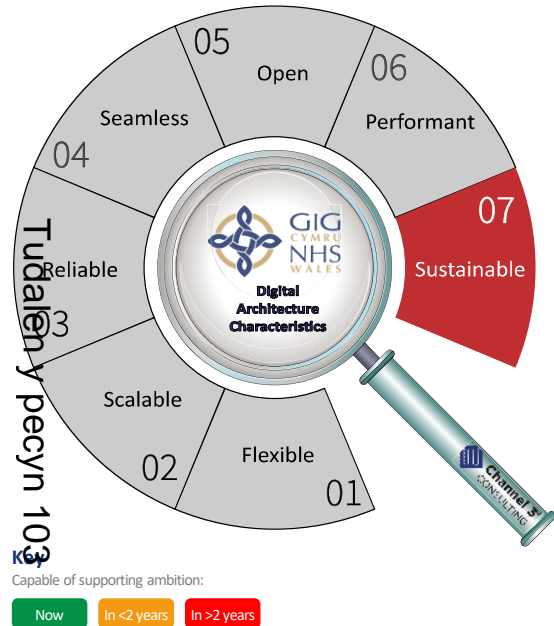 05
Open
06
Performant
Seamless
04
07
Sustainable
Reliable
03
Scalable
02
Flexible
01
GIG
CYMRU
NHS
WALES
Digital
Architecture
Characteristics
Channel 3
CONSULTING
Tudalen y pecyn 103
Key
Capable of supporting ambition:
Now
In <2 years
In >2 years